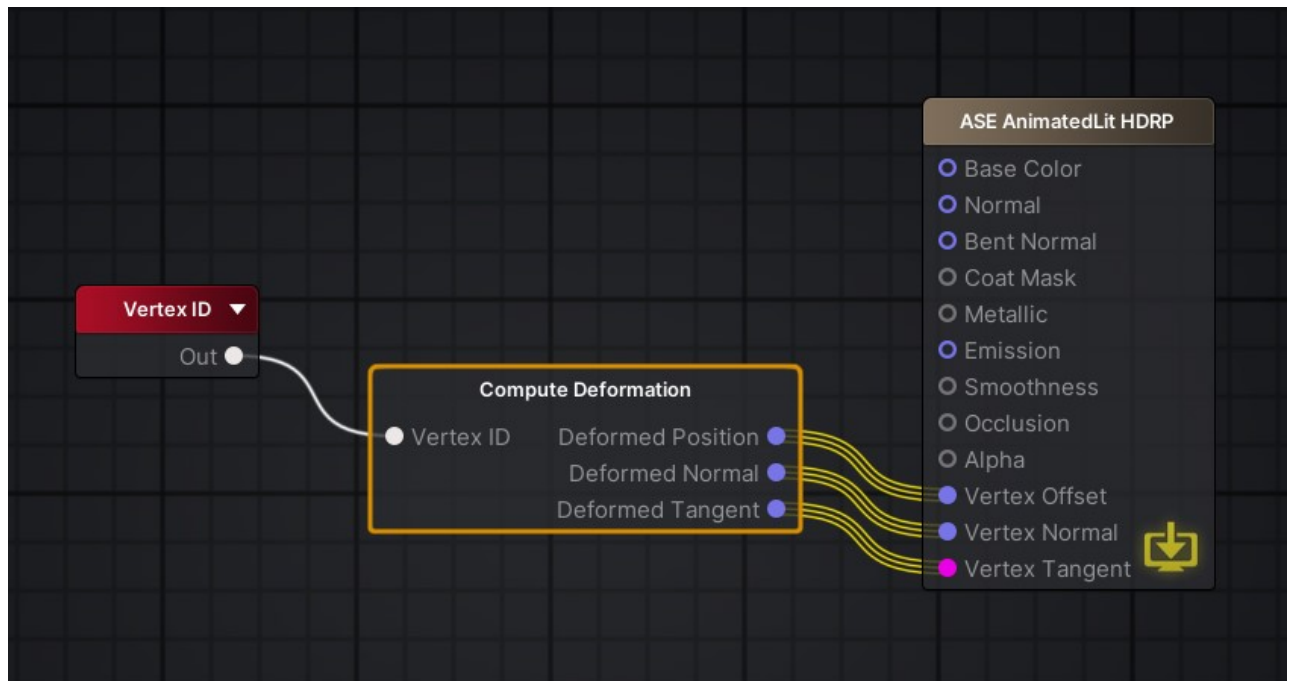 ASE AnimatedLit HDRP
Base Color
Normal
Bent Normal
Coat Mask
Metallic
Emission
Smoothness
Occlusion
Alpha
Vertex Offset
Vertex Normal
Vertex Tangent
Vertex ID
Out
Compute Deformation
Vertex ID Deformed Position
Deformed Normal
Deformed Tangent